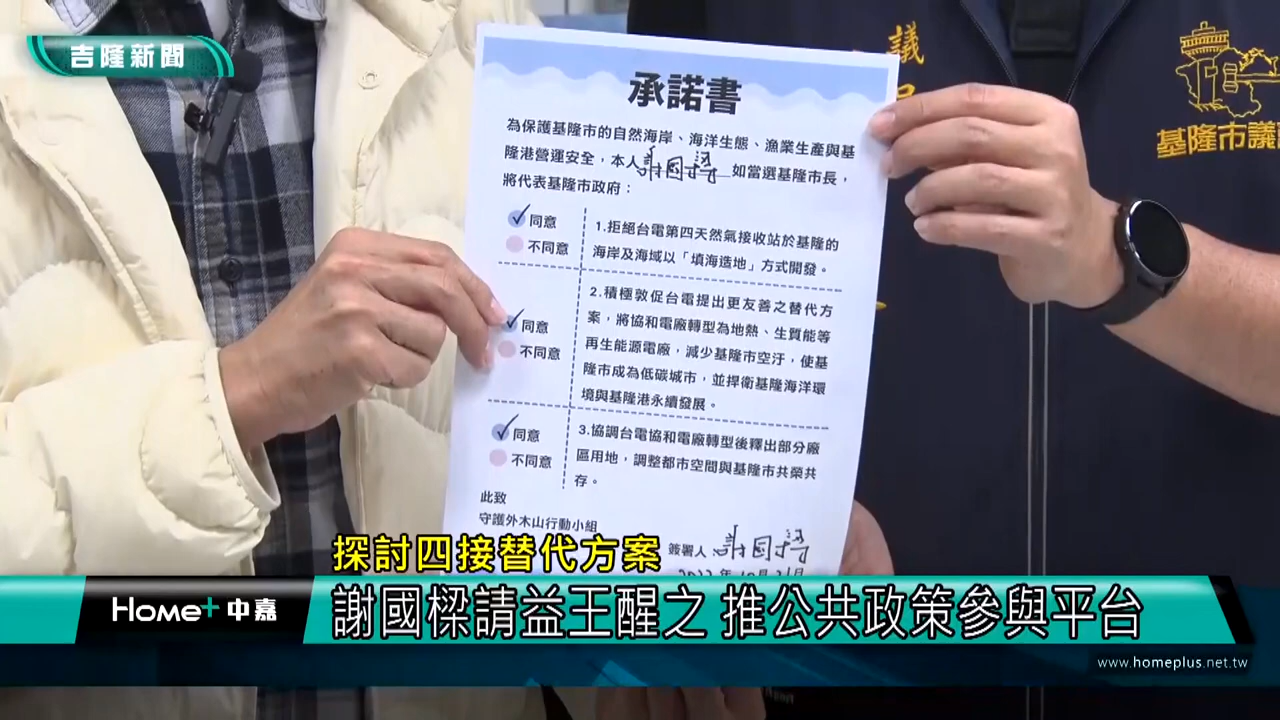 吉隆新聞
議
基隆市議
承諾書
為保護基隆市的自然海岸、海洋生態、漁業生產與基
隆港營運安全，本人謝國樑如當選基隆市長，
將代表基隆市政府：
同意
不同意
1.拒絕台電第四天然氣接收站於基隆的
海岸及海域以「填海造地」方式開發。
同意
不同意
2.積極敦促台電提出更友善之替代方
案，將協和電廠轉型為地熱、生質能等
再生能源電廠，減少基隆市空汙，使基
隆市成為低碳城市，並捍衛基隆海洋環
境與基隆港永續發展。
同意
不同意
3.協調台電協和電廠轉型後釋出部分廠
區用地，調整都市空間與基隆市共榮共
存。
此致
守護外木山行動小組
簽署人：謝國樑
探討四接替代方案
Home+中嘉
謝國樑請益王醒之 推公共政策參與平台
www.homeplus.net.tw